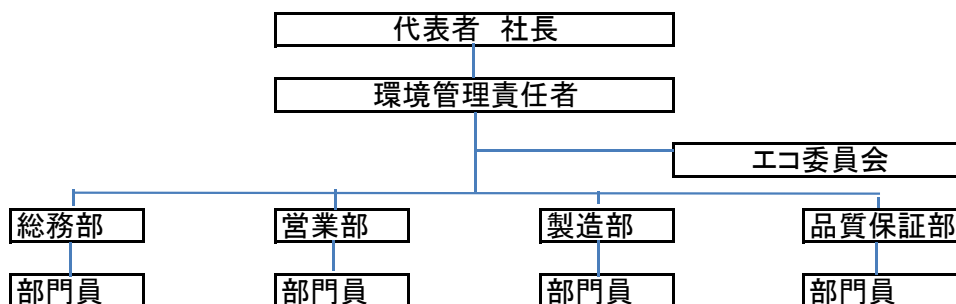 代表者 社長
環境管理責任者
エコ委員会
総務部 営業部 製造部 品質保証部
部門員 部門員 部門員 部門員